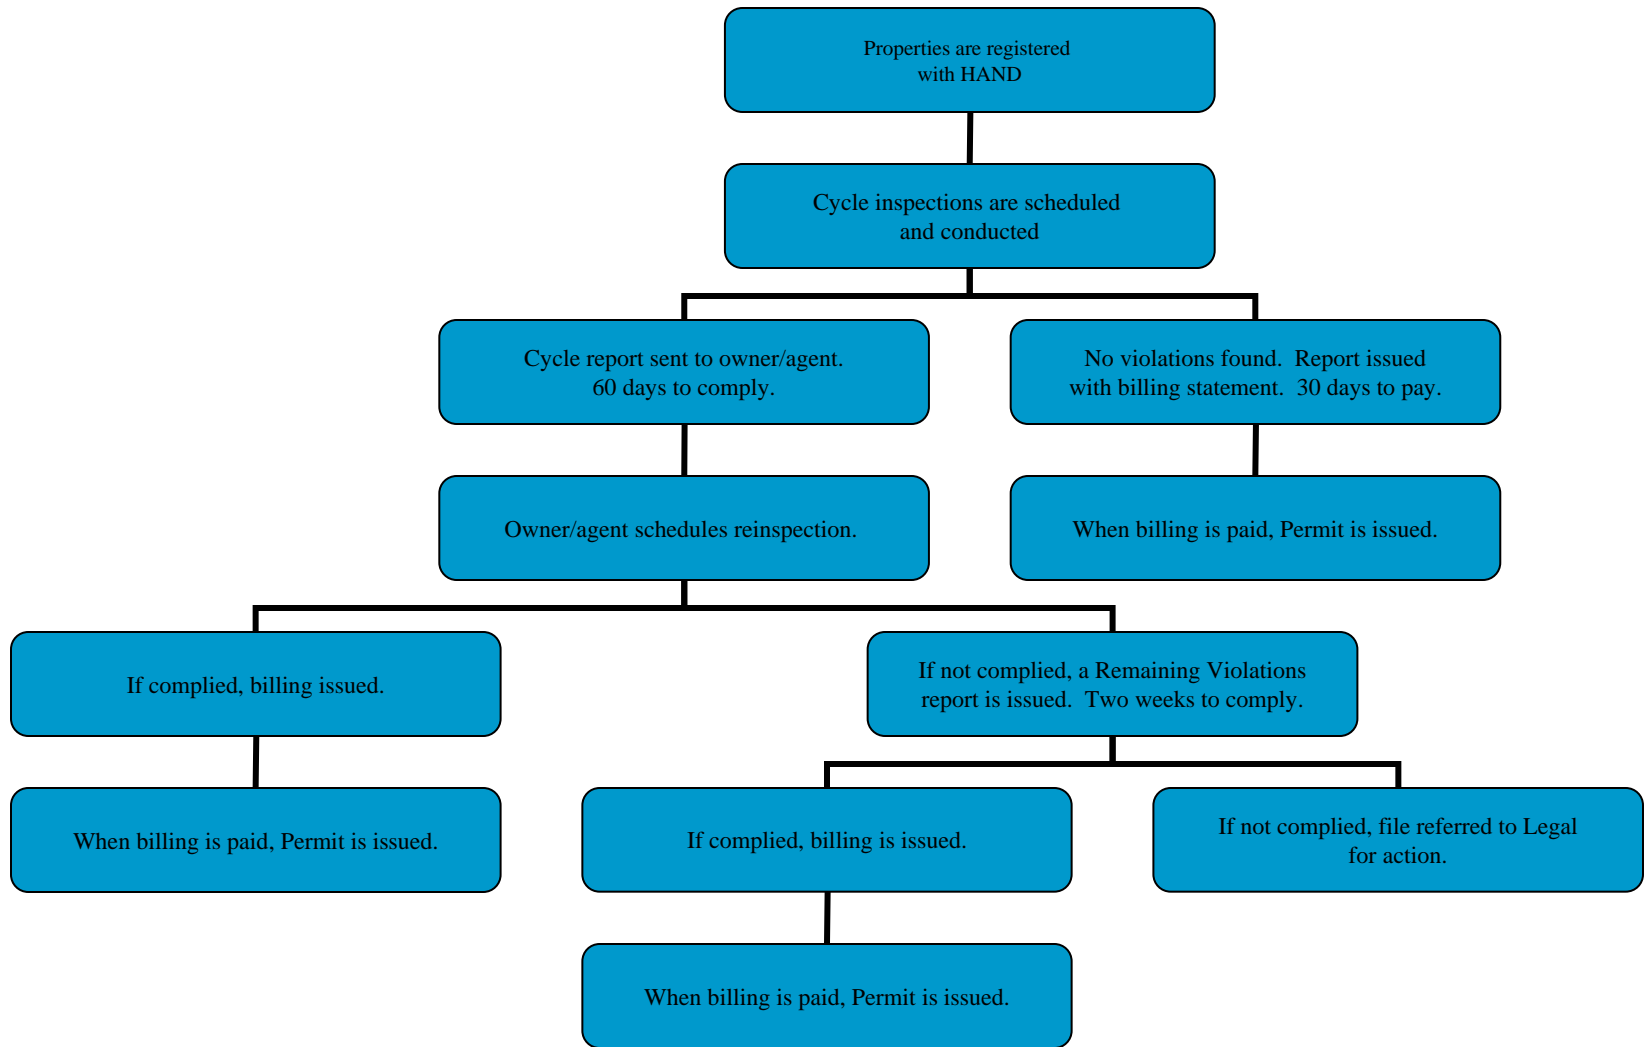 Properties are registered
with HAND
Cycle inspections are scheduled
and conducted
Cycle report sent to owner/agent.
60 days to comply.
No violations found.  Report issued
with billing statement.  30 days to pay.
Owner/agent schedules reinspection.
When billing is paid, Permit is issued.
If complied, billing issued.
If not complied, a Remaining Violations
report is issued.  Two weeks to comply.
When billing is paid, Permit is issued.
If complied, billing is issued.
If not complied, file referred to Legal
for action.
When billing is paid, Permit is issued.